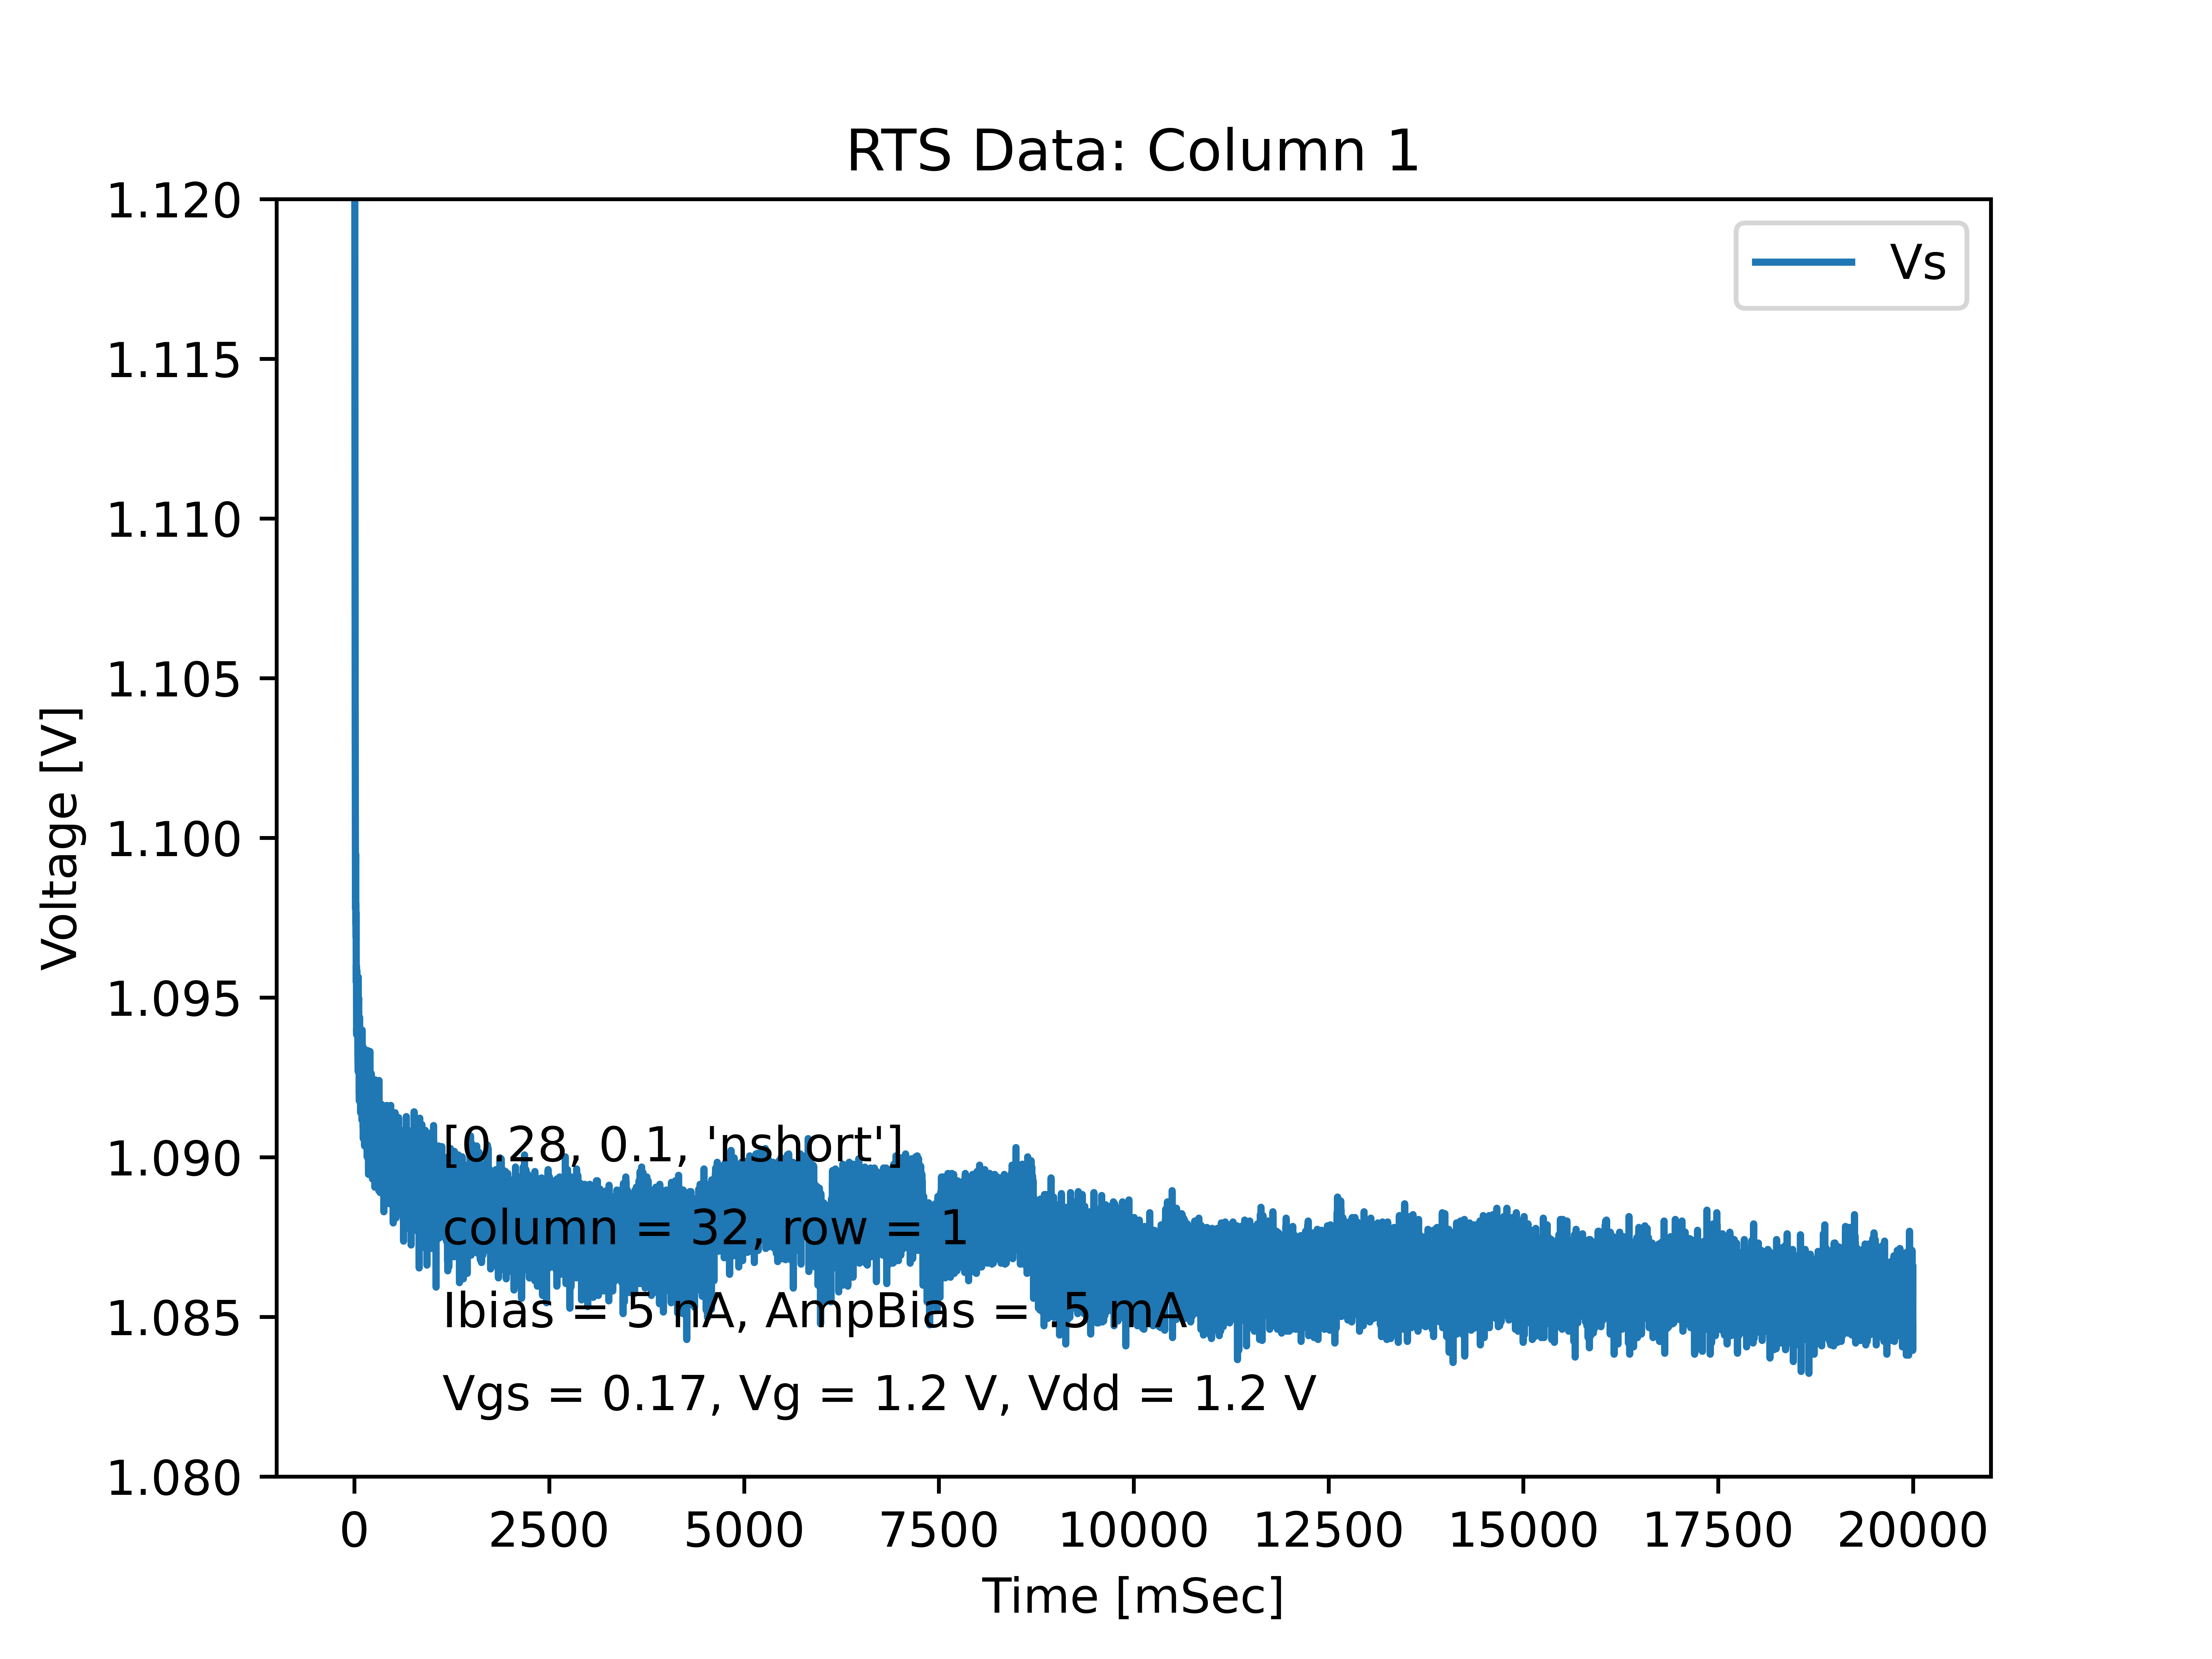 RTS Data: Column 1
Vs
1.120
1.115
1.110
1.105
1.100
1.095
1.090
1.085
1.080
Voltage [V]
[0.28, 0.1, 'nshort']
column = 32, row = 1
Ibias = 5 nA, AmpBias = .5 mA
Vgs = 0.17, Vg = 1.2 V, Vdd = 1.2 V
0 2500 5000 7500 10000 12500 15000 17500 20000
Time [mSec]